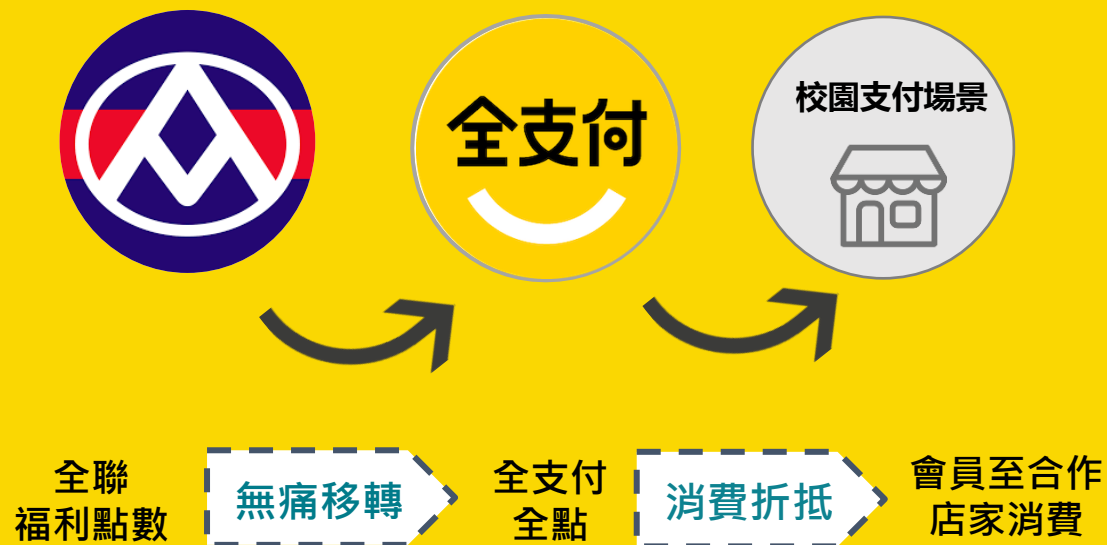 全支付
校園支付場景
全聯
福利點數
無痛移轉
全支付
全點
消費折抵
會員至合作
店家消費